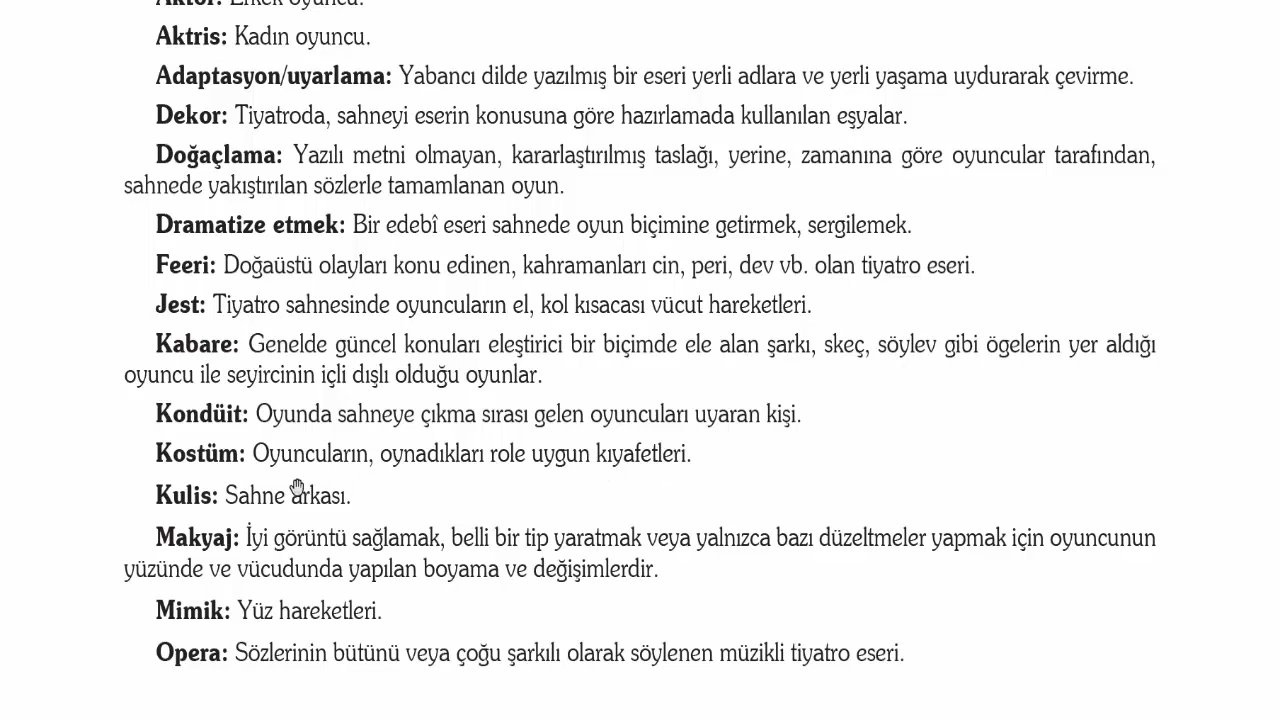 Aktör: Erkek oyuncu.
Aktris: Kadın oyuncu.
Adaptasyon/uyarlama: Yabancı dilde yazılmış bir eseri yerli adlara ve yerli yaşama uydurarak çevirme.
Dekor: Tiyatroda, sahneyi eserin konusuna göre hazırlamada kullanılan eşyalar.
Doğaçlama: Yazılı metni olmayan, kararlaştırılmış taslağı, yerine, zamanına göre oyuncular tarafından,
sahnede yakıştırılan sözlerle tamamlanan oyun.
Dramatize etmek: Bir edebî eseri sahnede oyun biçimine getirmek, sergilemek.
Feeri: Doğaüstü olayları konu edinen, kahramanları cin, peri, dev vb. olan tiyatro eseri.
Jest: Tiyatro sahnesinde oyuncuların el, kol kısacası vücut hareketleri.
Kabare: Genelde güncel konuları eleştirici bir biçimde ele alan şarkı, skeç, söylev gibi ögelerin yer aldığı
oyuncu ile seyircinin içli dışlı olduğu oyunlar.
Kondüit: Oyunda sahneye çıkma sırası gelen oyuncuları uyaran kişi.
Kostüm: Oyuncuların, oynadıkları role uygun kıyafetleri.
Kulis: Sahne arkası.
Makyaj: İyi görüntü sağlamak, belli bir tip yaratmak veya yalnızca bazı düzeltmeler yapmak için oyuncunun
yüzünde ve vücudunda yapılan boyama ve değişimlerdir.
Mimik: Yüz hareketleri.
Opera: Sözlerinin bütünü veya çoğu şarkılı olarak söylenen müzikli tiyatro eseri.